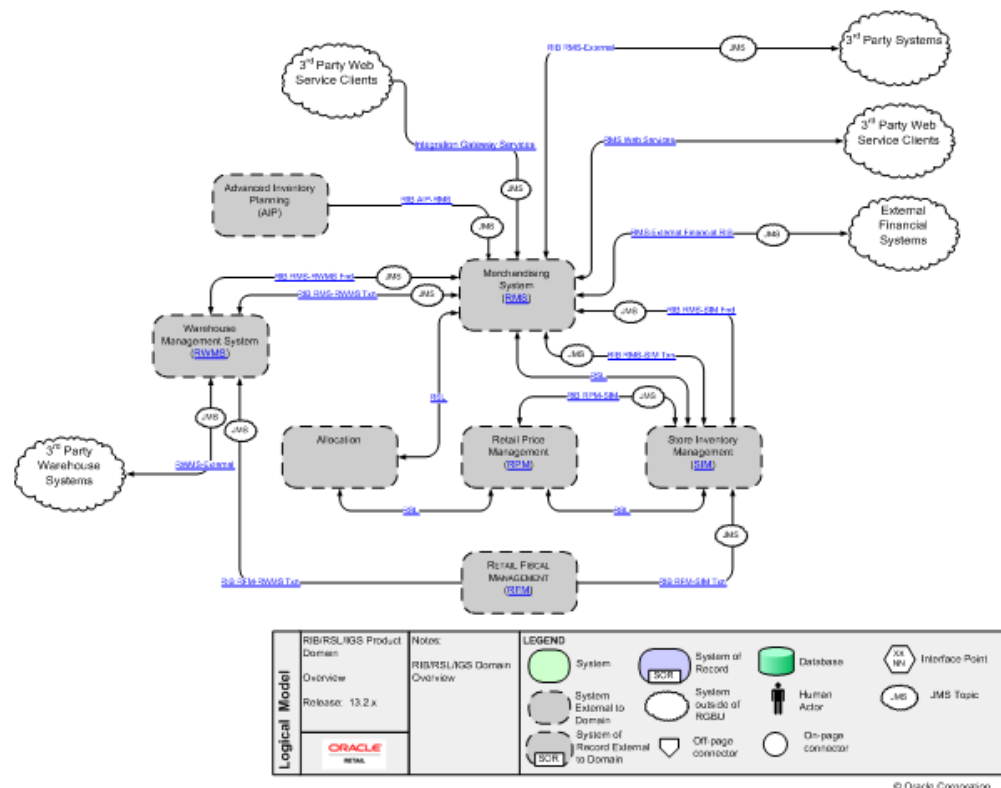 RIB RMS-External
JMS
3rd Party Systems
3rd Party Web
Service Clients
Integration Gateway Services
JMS
RMS Web Services
3rd Party Web
Service Clients
Advanced Inventory
Planning
(AIP)
RIB AIP-RMS
JMS
RMS-External Financial RIB
JMS
External
Financial
Systems
RIB RMS-RWMS Fnd
JMS
RIB RMS-RWMS Txn
JMS
Merchandising
System
(RMS)
JMS
RIB RMS-SIM Fnd
Warehouse
Management System
(RWMS)
JMS
RIB RMS-SIM Txn
RSL
RSL
RIB RPM-SIM
JMS
JMS
JMS
Allocation
Retail Price
Management
(RPM)
Store Inventory
Management
(SIM)
3rd Party
Warehouse
Systems
RWMS-External
RSL
RSL
JMS
RIB RFM-RWMS Txn
RETAIL FISCAL
MANAGEMENT
(RFM)
RIB RFM-SIM Txn
Logical Model
RIB/RSL/IGS Product
Domain
Overview
Release: 13.2.x
ORACLE
RETAIL
Notes:
RIB/RSL/IGS Domain
Overview
LEGEND
System
SOR
System of
Record
Database
XX
NN
Interface Point
System
External to
Domain
System
outside of
RGBU
Human
Actor
JMS
JMS Topic
SOR
System of
Record External
to Domain
Off-page
connector
On-page
connector
© Oracle Corporation